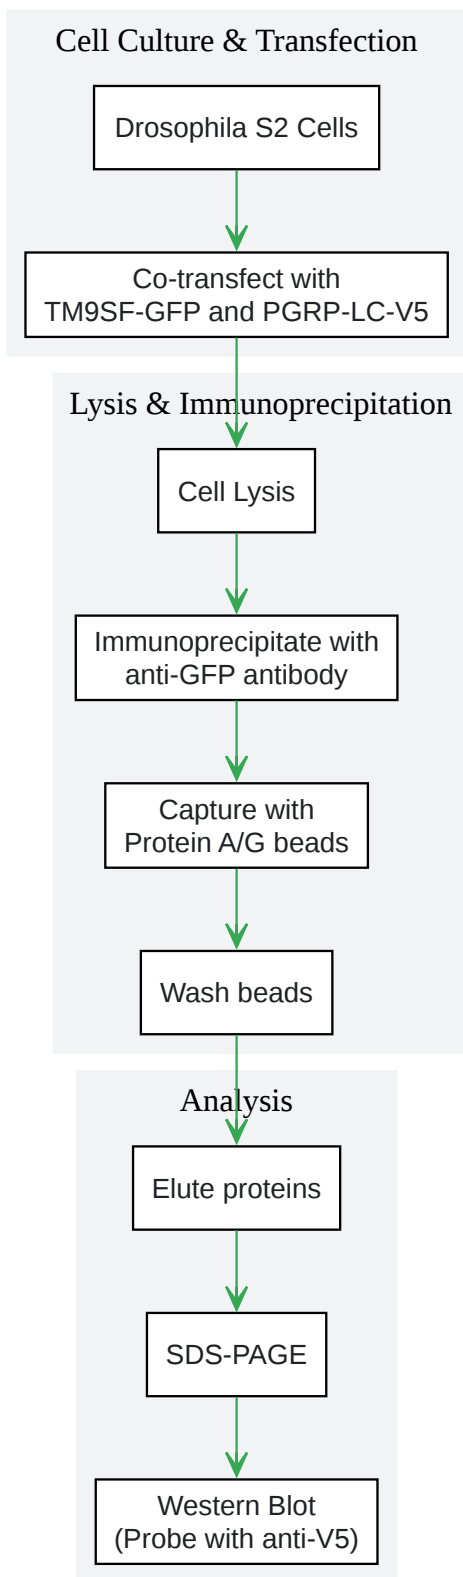 Cell Culture & Transfection
Drosophila S2 Cells
Co-transfect with
TM9SF-GFP and PGRP-LC-V5
Lysis & Immunoprecipitation
Cell Lysis
Immunoprecipitate with
anti-GFP antibody
Capture with
Protein A/G beads
Wash beads
Analysis
Elute proteins
SDS-PAGE
Western Blot
(Probe with anti-V5)